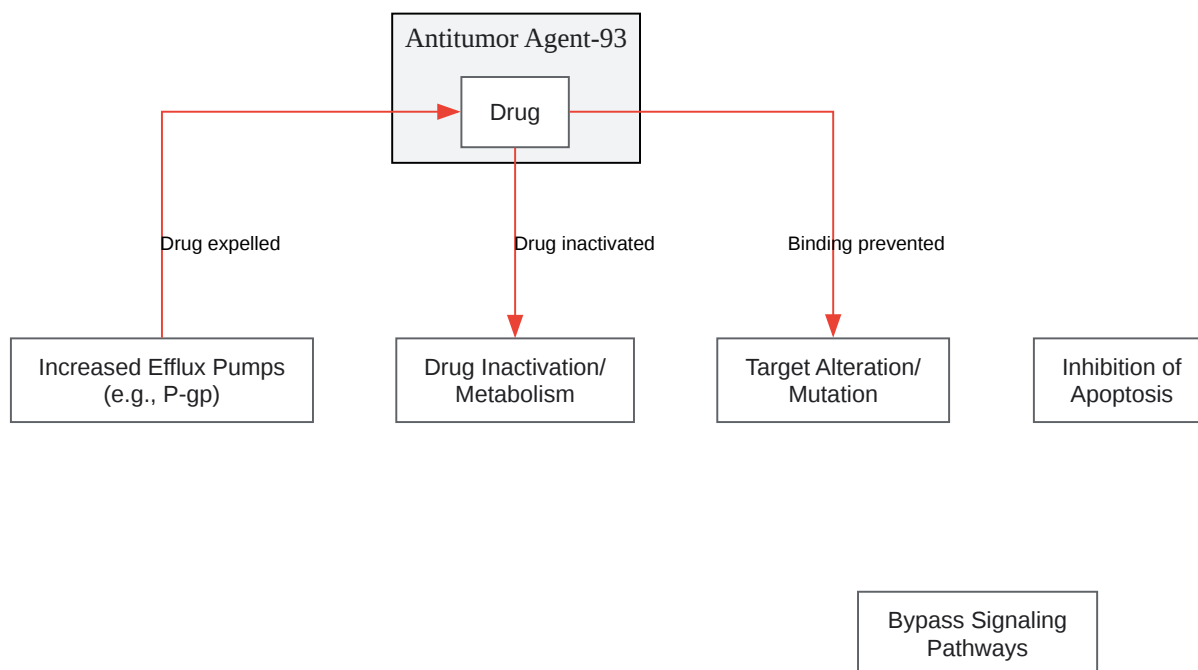 Antitumor Agent-93
Drug
Drug expelled
Drug inactivated
Binding prevented
Increased Efflux Pumps
(e.g., P-gp)
Drug Inactivation/
Metabolism
Target Alteration/
Mutation
Inhibition of
Apoptosis
Bypass Signaling
Pathways